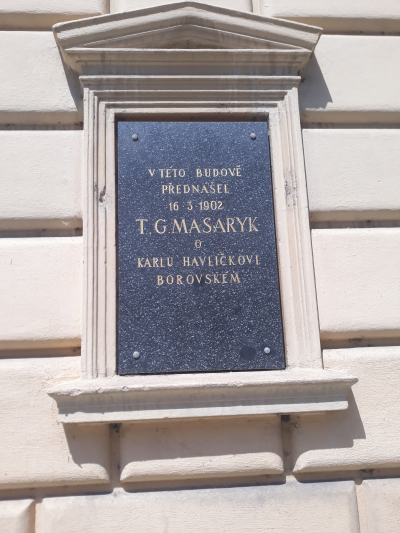 V TÉTO BUDOVĚ
PŘEDNÁŠEL
16 3 1902
T. G. MASARYK
O
KARLU HAVLÍČKOVI
BOROVSKÉM